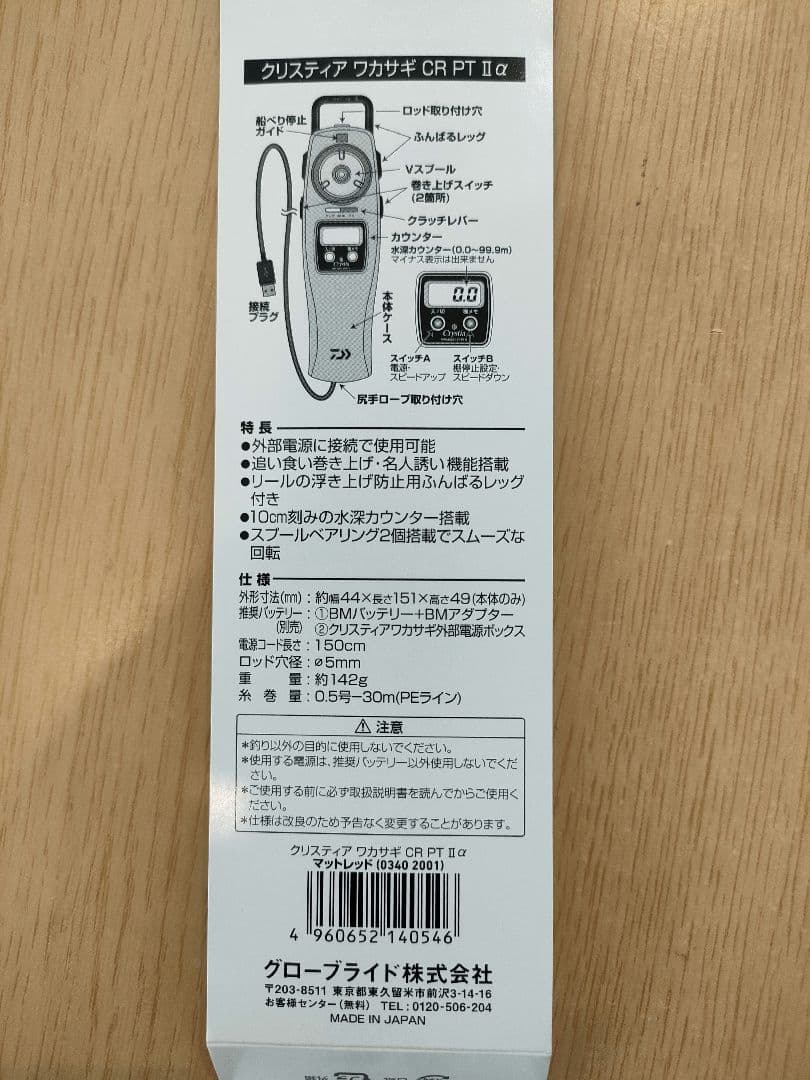 クリスティア ワカサギ CR PT Ⅱα
船べり停止
ガイド
ロッド取り付け穴
ふんばるレッグ
Vスプール
巻き上げスイッチ
(2箇所)
クラッチレバー
カウンター
水深カウンター(0.0〜99.9m)
マイナス表示は出来ません
接続
プラグ
本体ケース
0.0
入/切
棚メモ
Crystia
スイッチA
電源・
スピードアップ
スイッチB
棚停止設定・
スピードダウン
尻手ロープ取り付け穴
特長
●外部電源に接続で使用可能
●追い食い巻き上げ・名人誘い機能搭載
●リールの浮き上げ防止用ふんばるレッグ
付き
●10cm刻みの水深カウンター搭載
●スプールベアリング2個搭載でスムーズな
回転
仕様
外形寸法(mm)：約幅44×長さ151×高さ49(本体のみ)
推奨バッテリー：①BMバッテリー+BMアダプター
(別売) ②クリスティアワカサギ外部電源ボックス
電源コード長さ：150cm
ロッド穴径：⌀5mm
重量：約142g
糸巻量：0.5号−30m(PEライン)
⚠ 注意
*釣り以外の目的に使用しないでください。
*使用する電源は、推奨バッテリー以外使用しないでくだ
さい。
*ご使用する前に必ず取扱説明書を読んでからご使用く
ださい。
*仕様は改良のため予告なく変更することがあります。
クリスティア ワカサギ CR PT Ⅱα
マットレッド(0340 2001)
4 960652 140546
グローブライド株式会社
〒203-8511 東京都東久留米市前沢3-14-16
お客様センター(無料) TEL：0120-506-204
MADE IN JAPAN